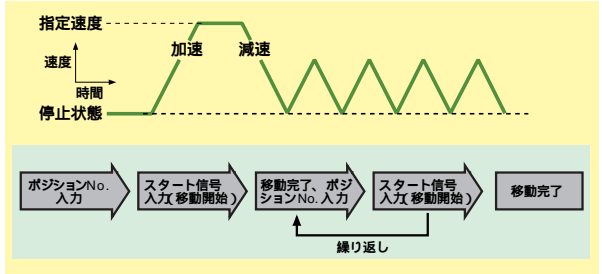 指定速度
加速
減速
速度
時間
停止状態
ポジションNo.
入力
スタート信号
入力(移動開始)
移動完了、ポジ
ションNo.入力
スタート信号
入力(移動開始)
移動完了
繰り返し